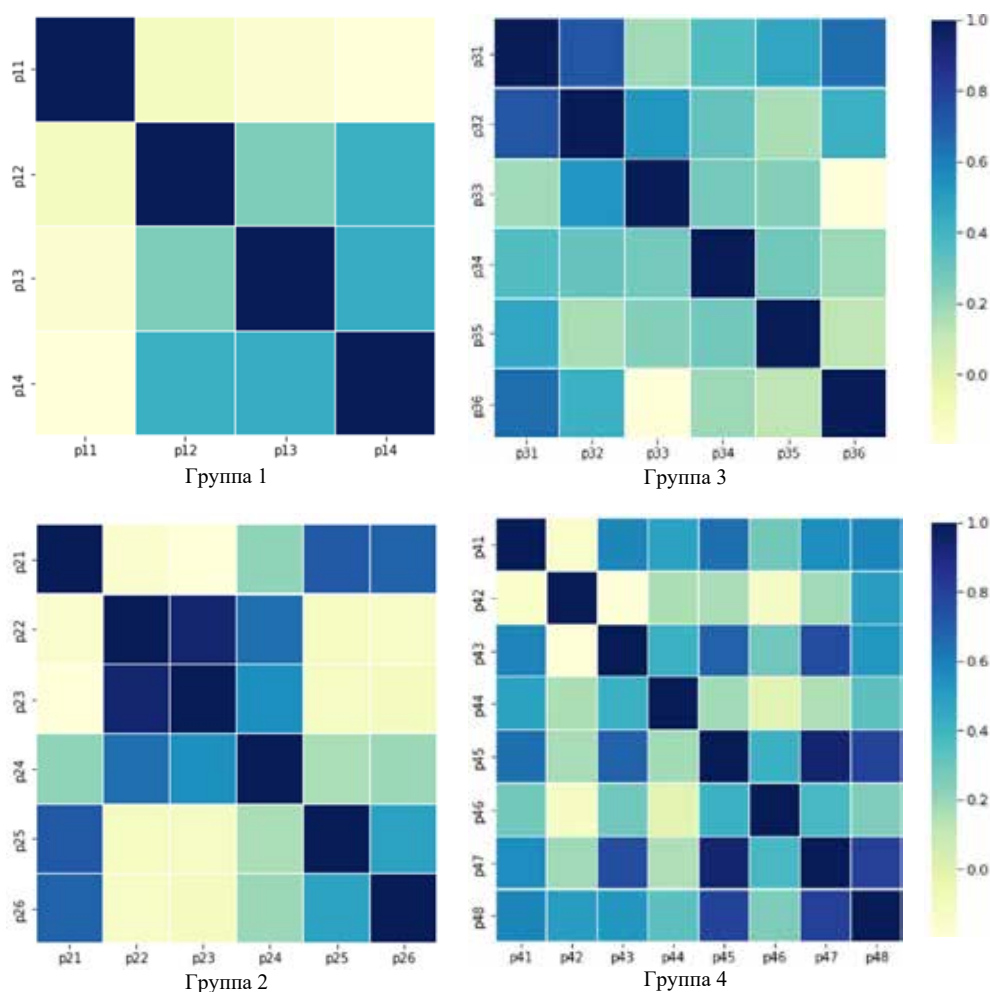 p11
p12
p13
p14
p11 p12 p13 p14
Группа 1
p31
p32
p33
p34
p35
p36
p31 p32 p33 p34 p35 p36
Группа 3
1.0
0.8
0.6
0.4
0.2
0.0
p21
p22
p23
p24
p25
p26
p21 p22 p23 p24 p25 p26
Группа 2
p41
p42
p43
p44
p45
p46
p47
p48
p41 p42 p43 p44 p45 p46 p47 p48
Группа 4
1.0
0.8
0.6
0.4
0.2
0.0